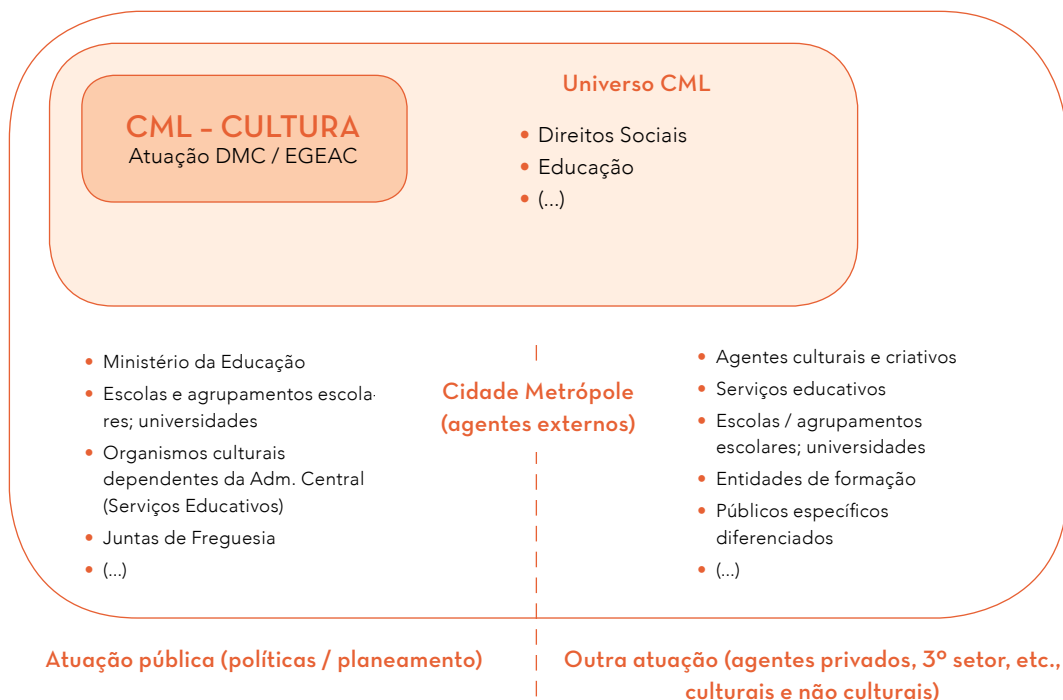 CML – CULTURA
Atuação DMC / EGEAC
Universo CML
• Direitos Sociais
• Educação
• (...)
• Ministério da Educação
• Escolas e agrupamentos escola-
res; universidades
• Organismos culturais
dependentes da Adm. Central
(Serviços Educativos)
• Juntas de Freguesia
• (...)
Cidade Metrópole
(agentes externos)
• Agentes culturais e criativos
• Serviços educativos
• Escolas / agrupamentos
escolares; universidades
• Entidades de formação
• Públicos específicos
diferenciados
• (...)
Atuação pública (políticas / planeamento)
Outra atuação (agentes privados, 3º setor, etc.,
culturais e não culturais)